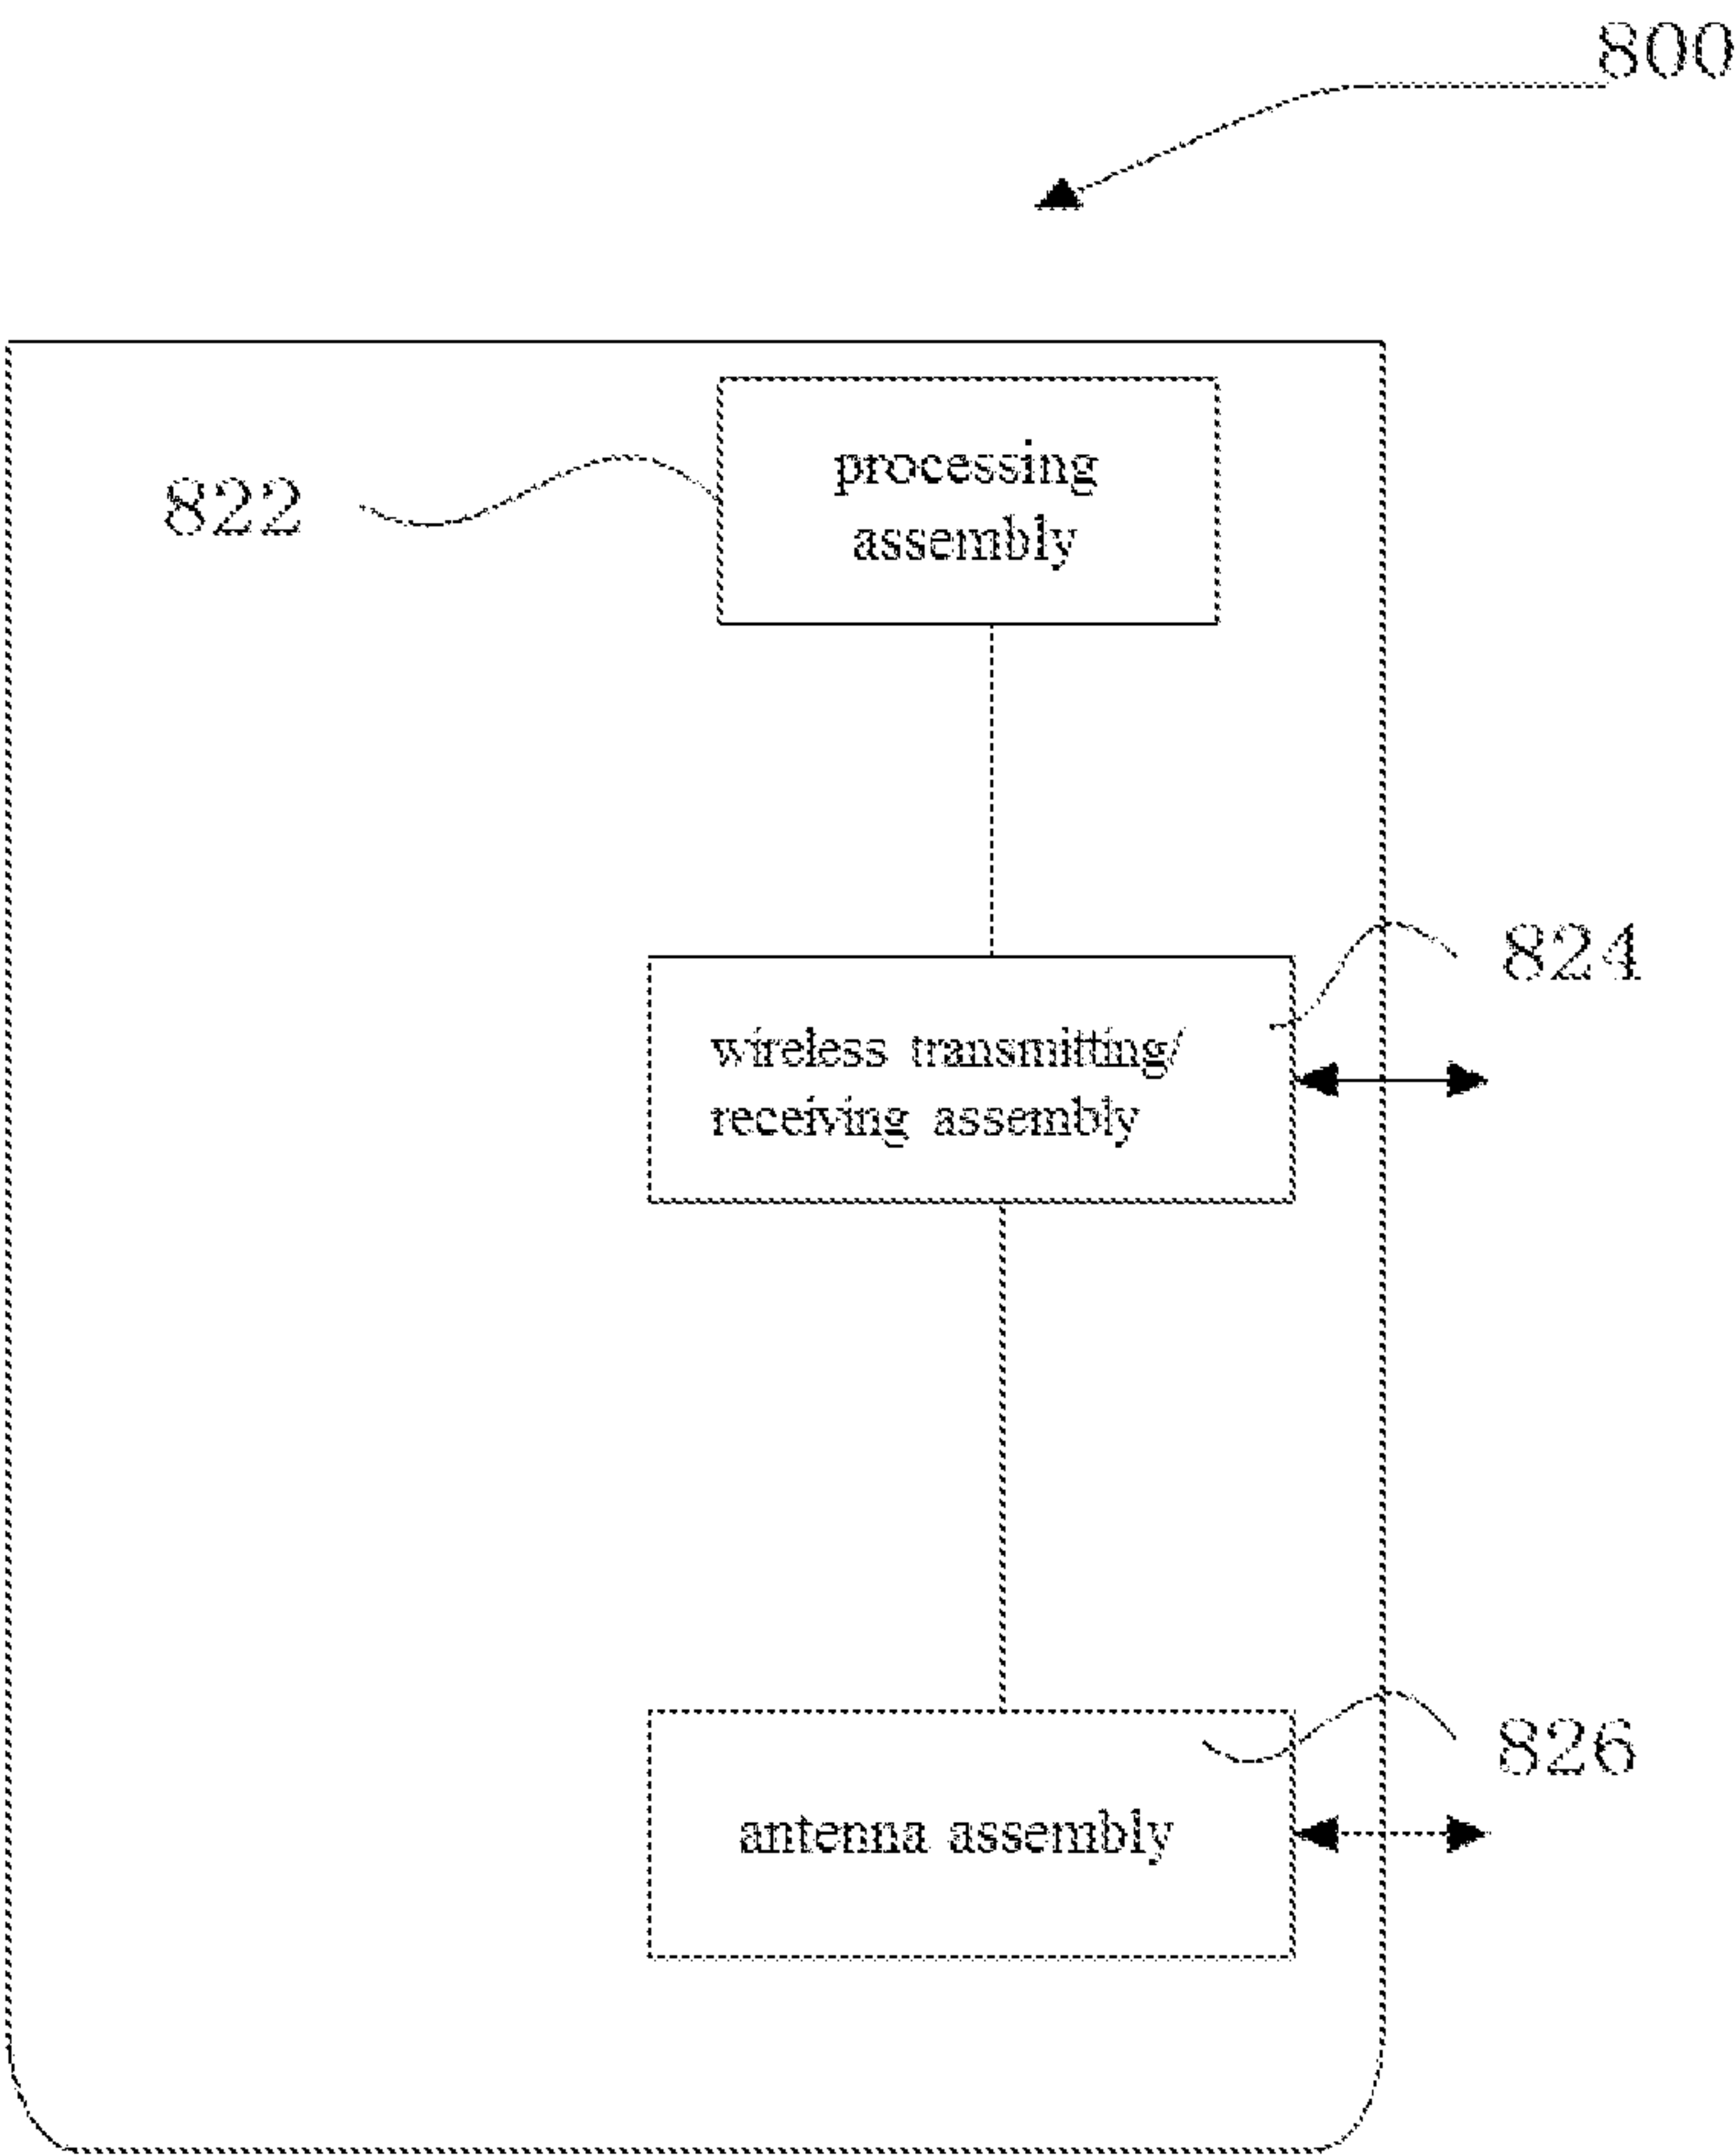 800
822
processing
assembly
824
wireless transmitting/
receiving assembly
826
antenna assembly